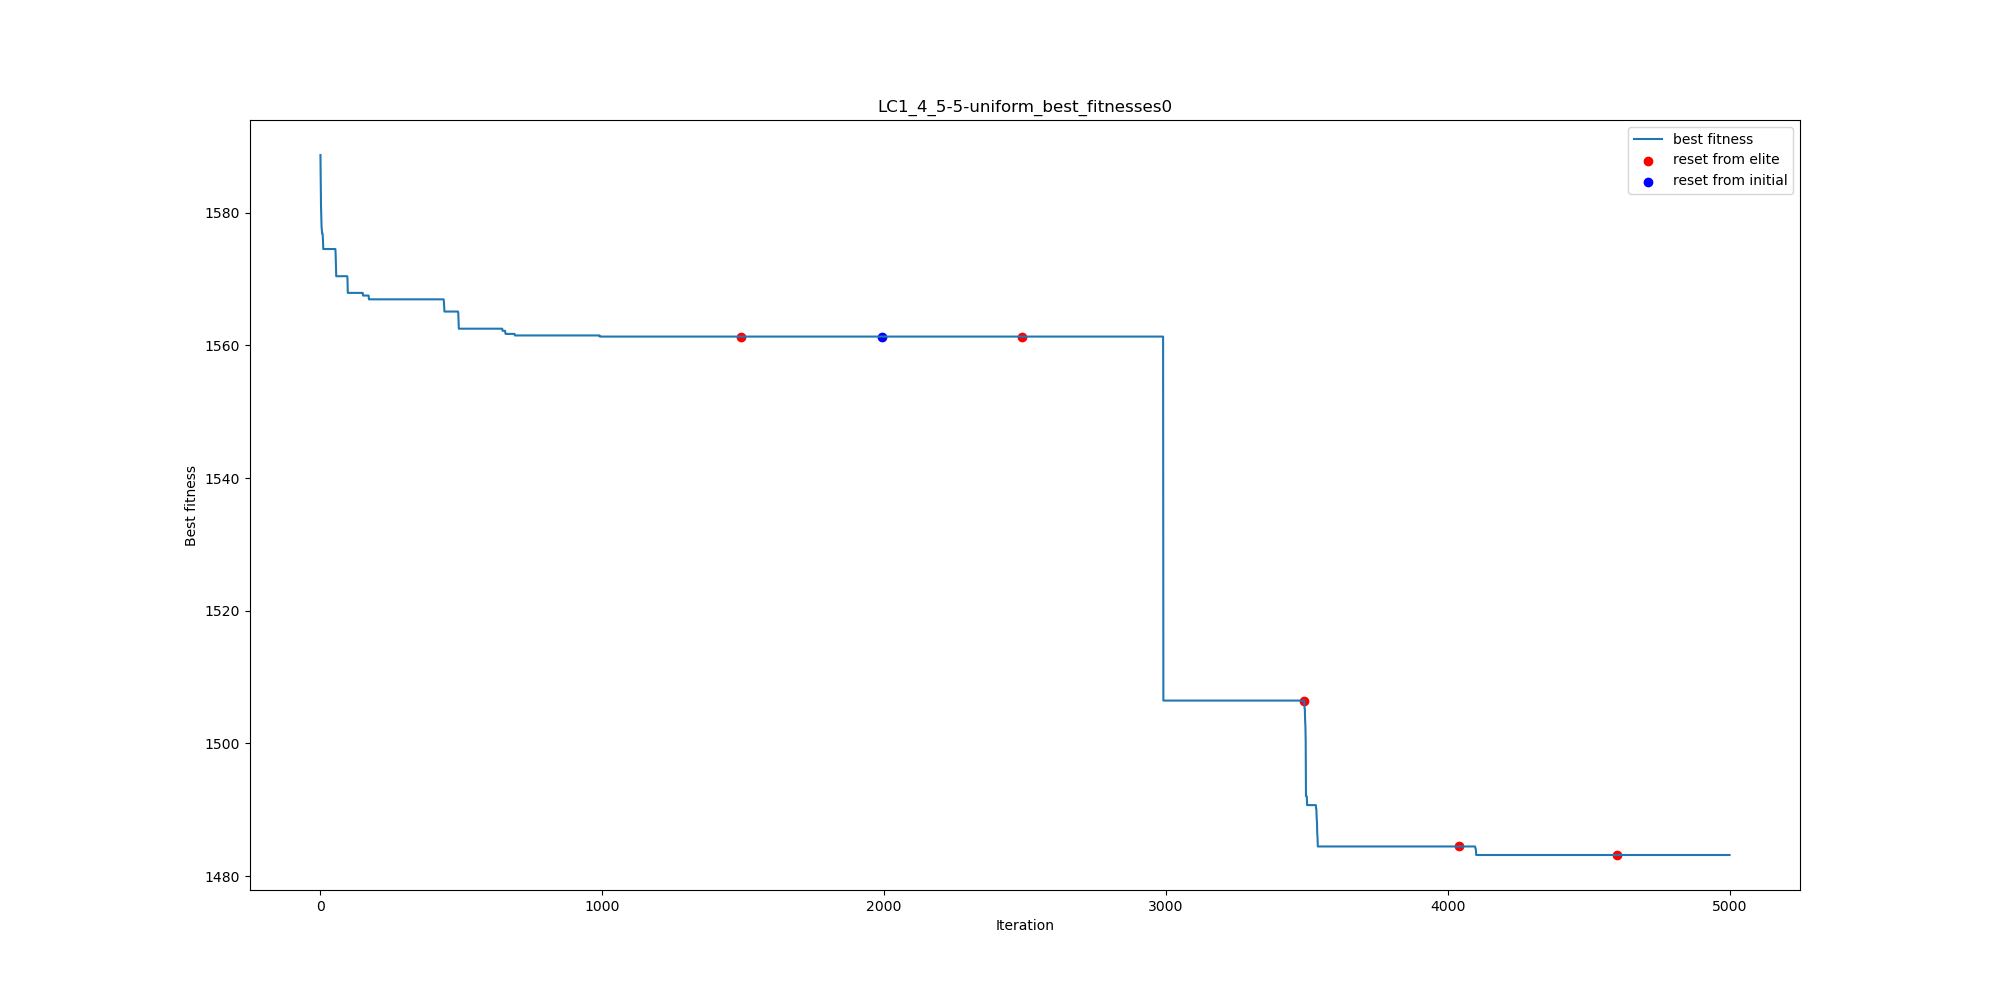 LC1_4_5-5-uniform_best_fitnesses0
best fitness
reset from elite
reset from initial
Best fitness
1580
1560
1540
1520
1500
1480
0 1000 2000 3000 4000 5000
Iteration